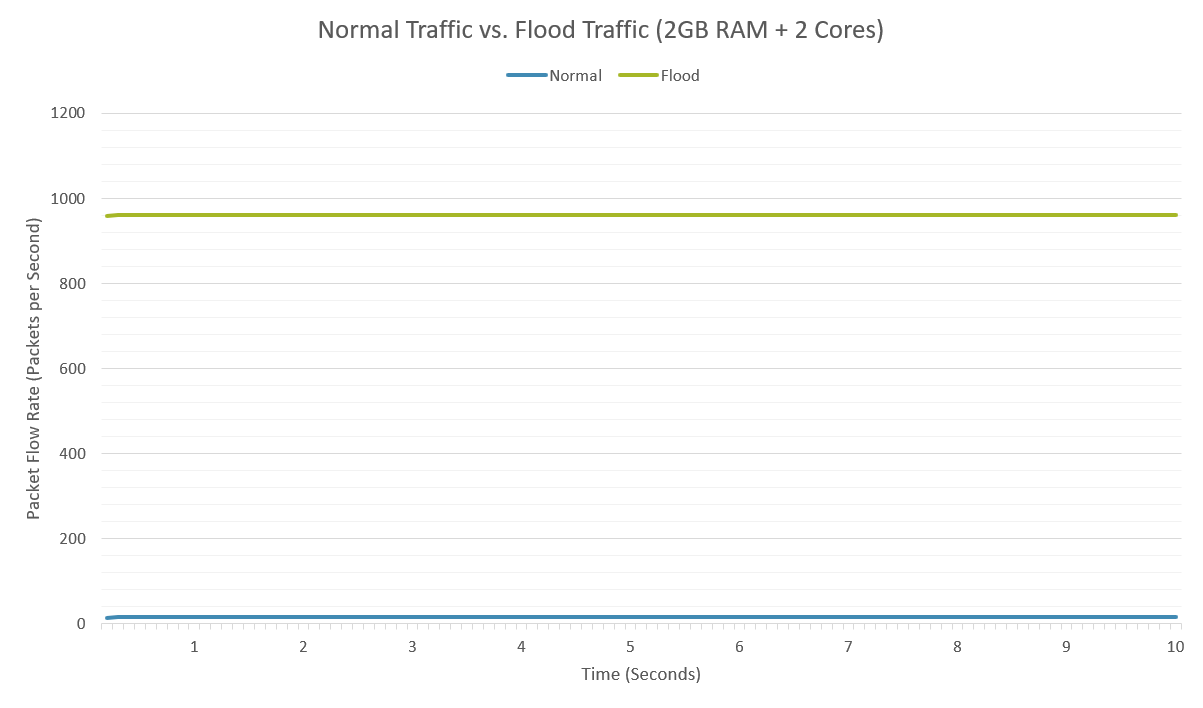 Normal Traffic vs. Flood Traffic (2GB RAM + 2 Cores)
Normal Flood
1200
1000
800
600
400
200
0
Packet Flow Rate (Packets per Second)
1 2 3 4 5 6 7 8 9 10
Time (Seconds)